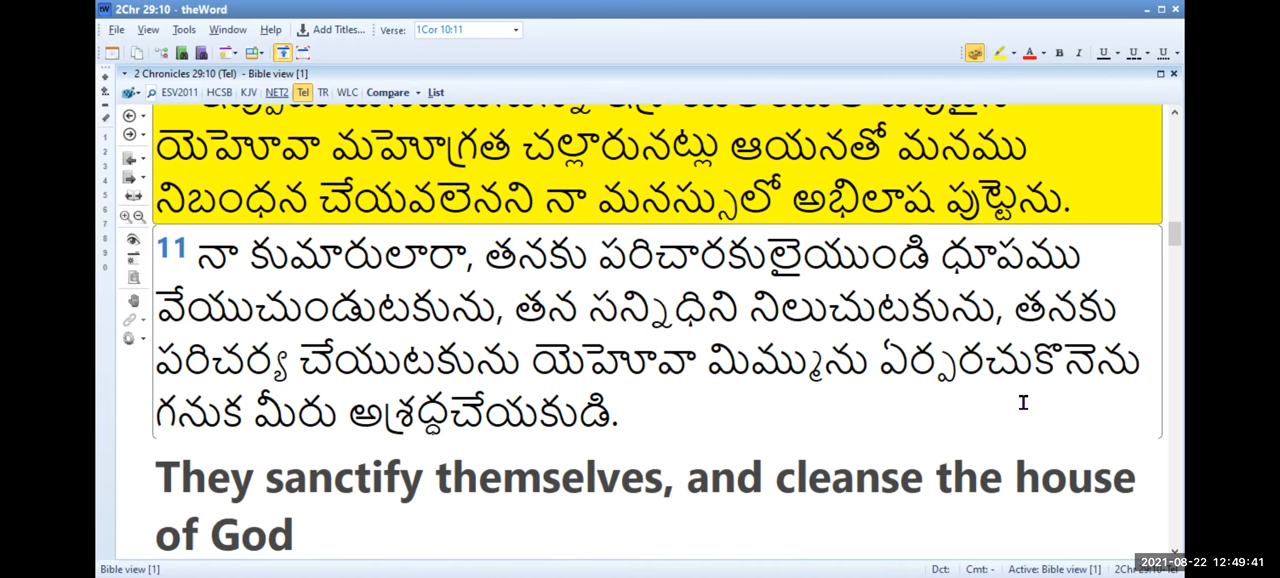 2Chr 29:10 - theWord
File View Tools Window Help Add Titles... Verse: 1Cor 10:11
2 Chronicles 29:10 (Tel) - Bible view [1]
ESV2011 HCSB KJV NET2 Tel TR WLC Compare List
యెహోవా మహోగ్రత చల్లారునట్లు ఆయనతో మనము
నిబంధన చేయవలెనని నా మనస్సులో అభిలాష పుట్టెను.
11 నా కుమారులారా, తనకు పరిచారకులైయుండి ధూపము
వేయుచుండుటకును, తన సన్నిధిని నిలుచుటకును, తనకు
పరిచర్య చేయుటకును యెహోవా మిమ్మును ఏర్పరచుకొనెను
గనుక మీరు అశ్రద్ధచేయకుడి.
They sanctify themselves, and cleanse the house
of God
Bible view [1] Dct: Cmt: - Active: Bible view [1] 2Chr 29:10 Tel
2021-08-22 12:49:41